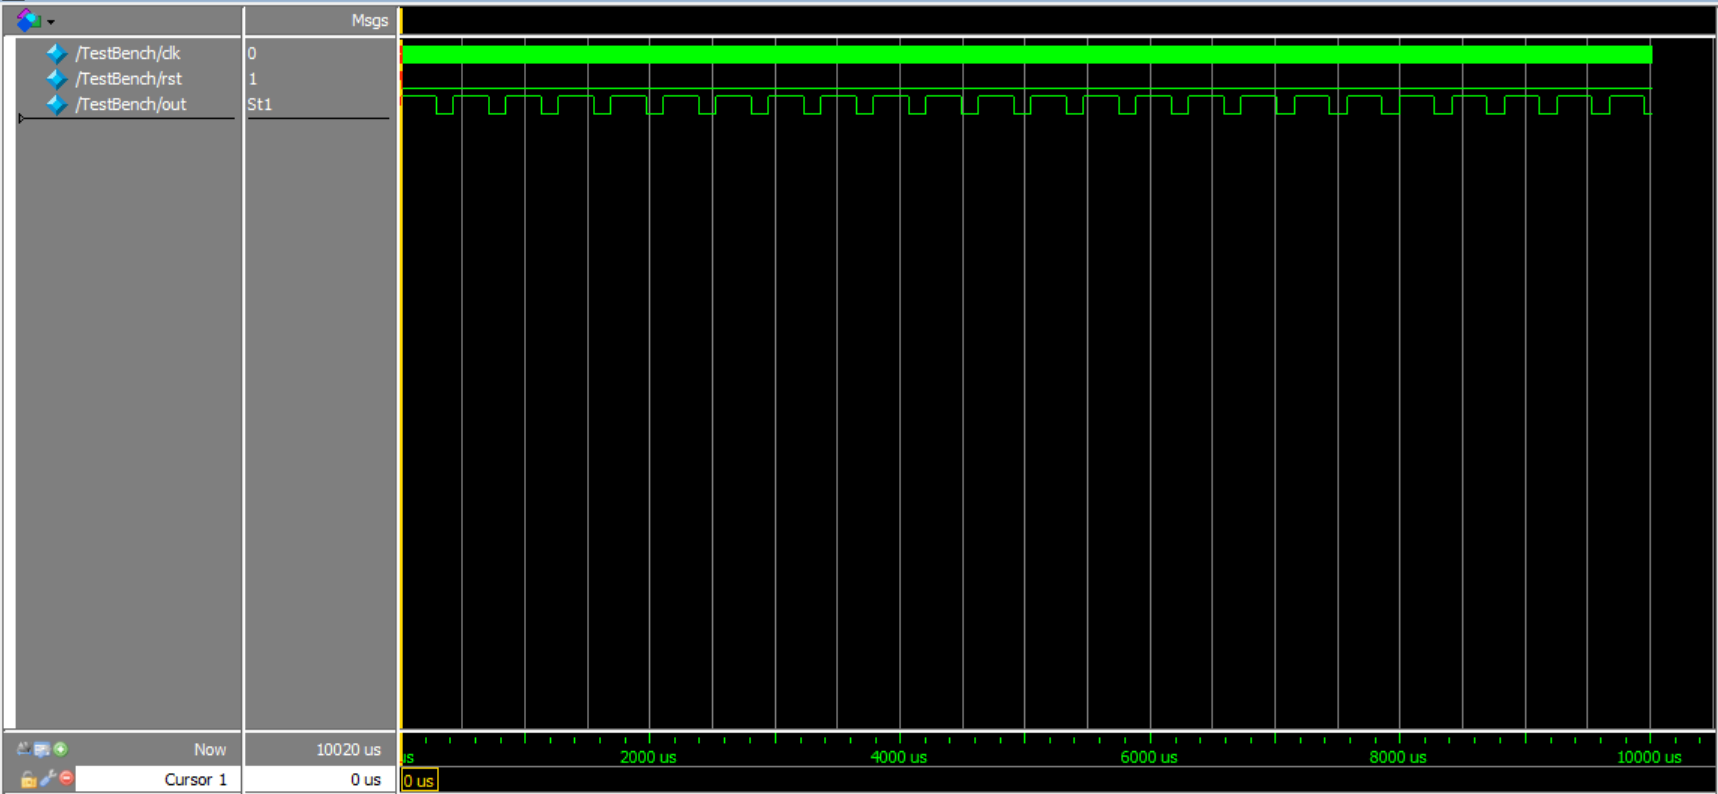 Msgs
/TestBench/clk 0
/TestBench/rst 1
/TestBench/out St1
Now 10020 us
us 2000 us 4000 us 6000 us 8000 us 10000 us
Cursor 1 0 us
0 us